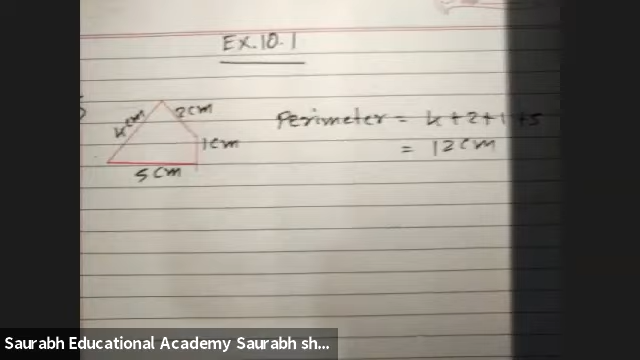 Ex.10.1
4cm
2cm
1cm
5cm
Perimeter = 4+2+1+5
= 12cm
Saurabh Educational Academy Saurabh sh...